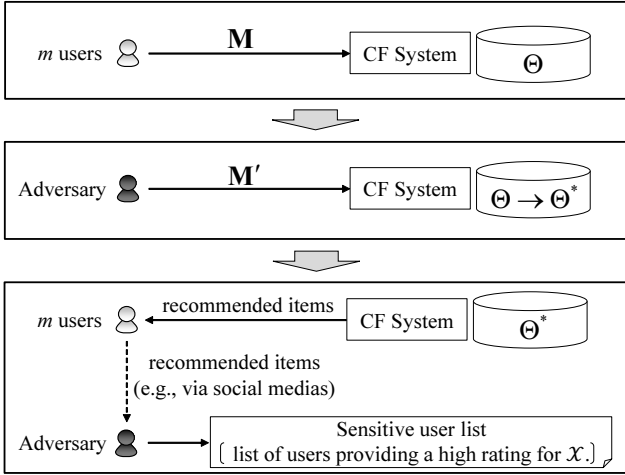 m users
M
CF System
Θ
Adversary
M′
CF System
Θ → Θ*
m users
recommended items
CF System
Θ*
recommended items
(e.g., via social medias)
Adversary
Sensitive user list
( list of users providing a high rating for 𝒳.)